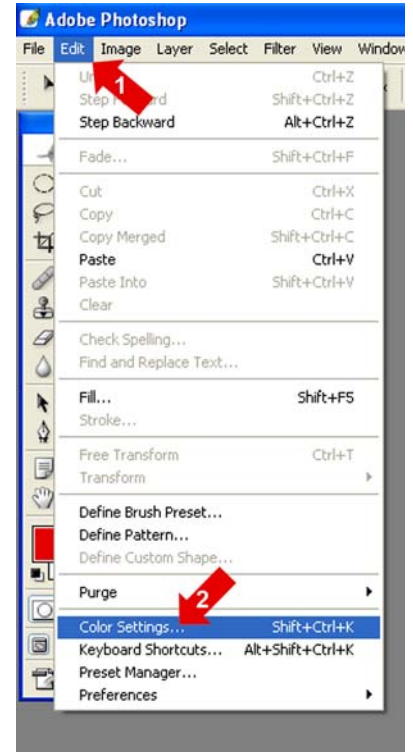 Adobe Photoshop
File Edit Image Layer Select Filter View Window
1
Ctrl+Z
Shift+Ctrl+Z
Step Backward Alt+Ctrl+Z
Fade... Shift+Ctrl+F
Cut Ctrl+X
Copy Ctrl+C
Copy Merged Shift+Ctrl+C
Paste Ctrl+V
Paste Into Shift+Ctrl+V
Clear
Check Spelling...
Find and Replace Text...
Fill... Shift+F5
Stroke...
Free Transform Ctrl+T
Transform
Define Brush Preset...
Define Pattern...
Define Custom Shape...
Purge
2
Color Settings... Shift+Ctrl+K
Keyboard Shortcuts... Alt+Shift+Ctrl+K
Preset Manager...
Preferences